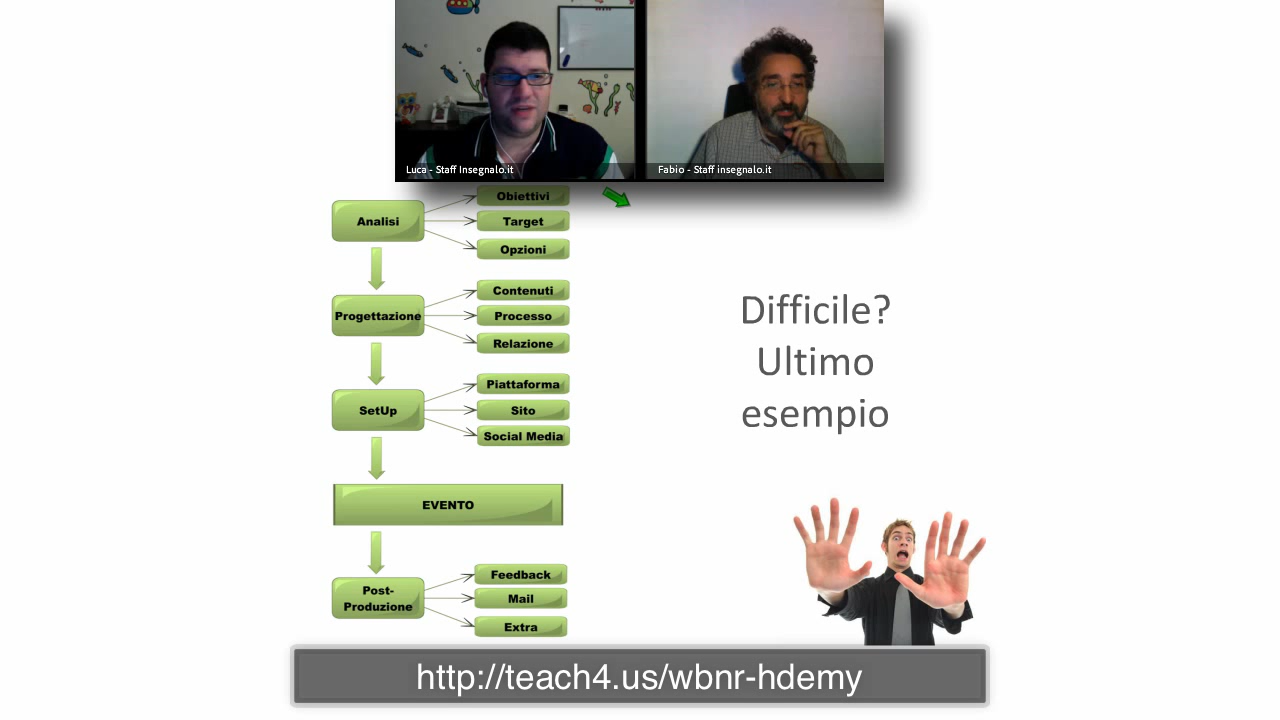 Luca - Staff Insegnalo.it
Fabio - Staff insegnalo.it
Analisi
Obiettivi
Target
Opzioni
Progettazione
Contenuti
Processo
Relazione
SetUp
Piattaforma
Sito
Social Media
EVENTO
Post-
Produzione
Feedback
Mail
Extra
Difficile?
Ultimo
esempio
http://teach4.us/wbnr-hdemy